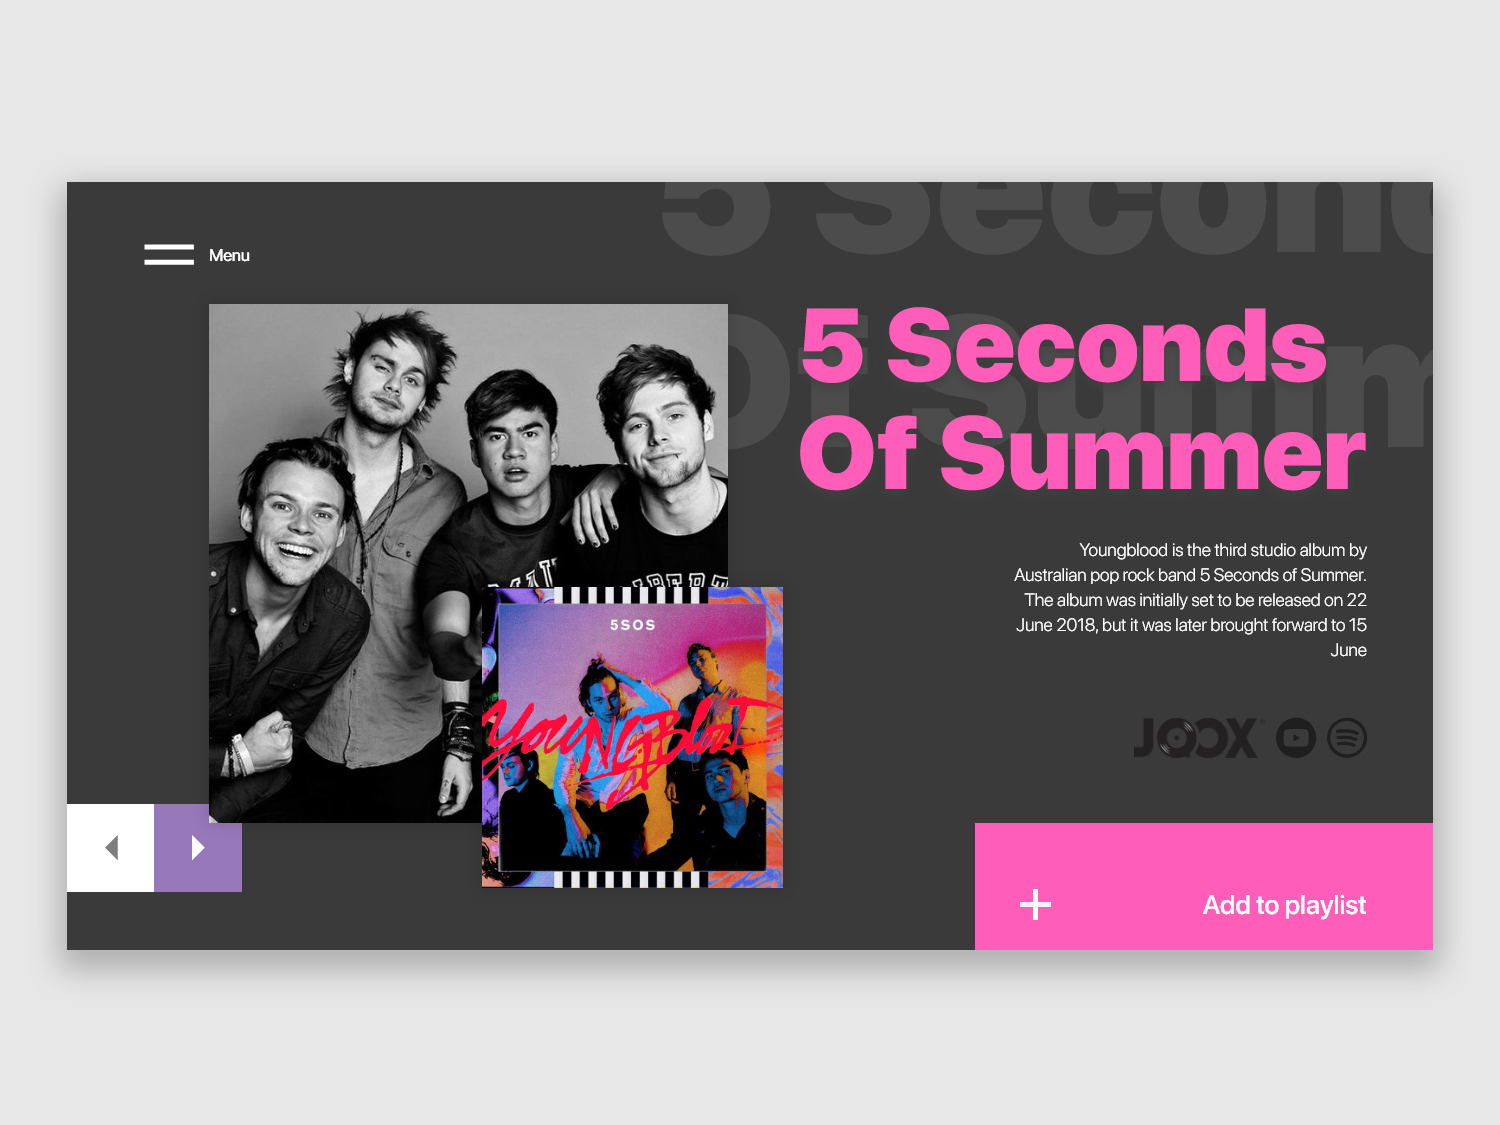 5 Second
Of Summ
Menu
5 Seconds
Of Summer
Youngblood is the third studio album by
Australian pop rock band 5 Seconds of Summer.
The album was initially set to be released on 22
June 2018, but it was later brought forward to 15
June
5SOS
YoungBlood
JOOX
Add to playlist